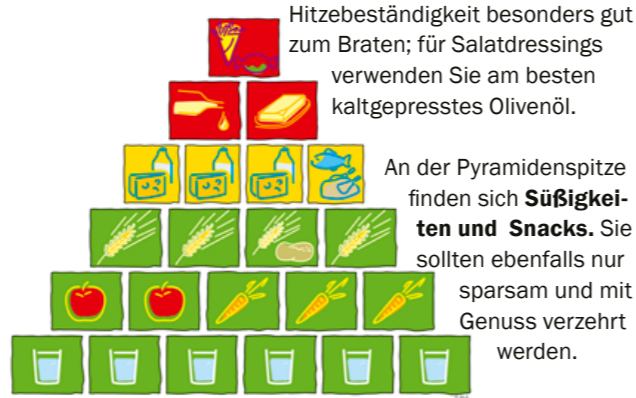 Hitzebeständigkeit besonders gut
zum Braten; für Salatdressings
verwenden Sie am besten
kaltgepresstes Olivenöl.
An der Pyramidenspitze
finden sich Süßigkei-
ten und Snacks. Sie
sollten ebenfalls nur
sparsam und mit
Genuss verzehrt
werden.